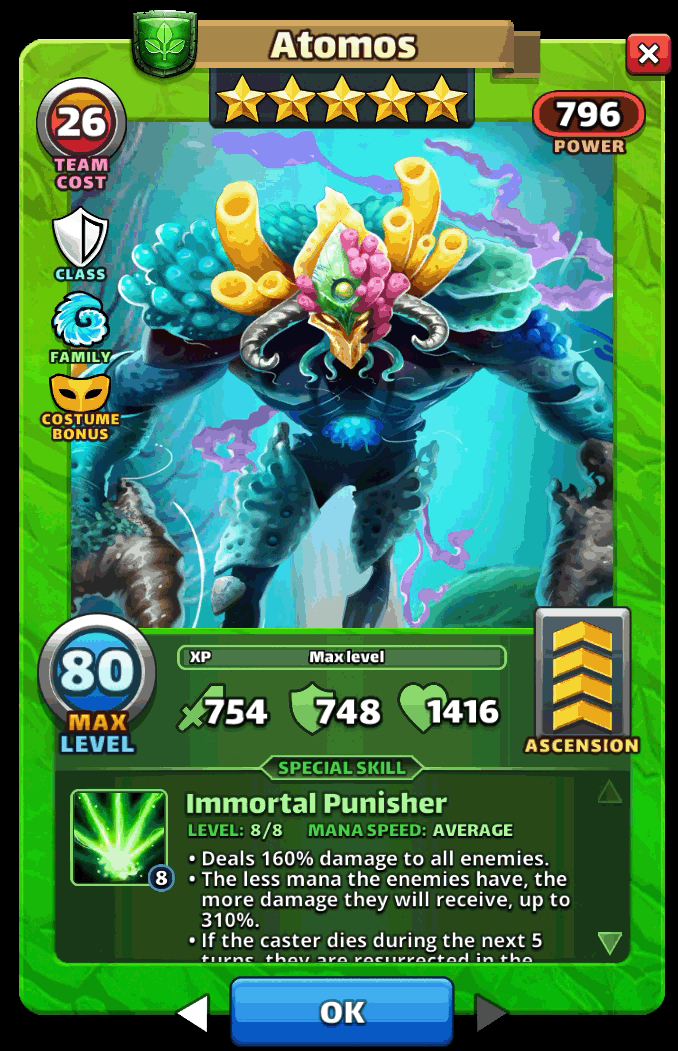 Atomos
26
TEAM
COST
796
POWER
CLASS
FAMILY
COSTUME
BONUS
80
MAX
LEVEL
XP Max level
754 748 1416
ASCENSION
SPECIAL SKILL
Immortal Punisher
LEVEL: 8/8 MANA SPEED: AVERAGE
8
• Deals 160% damage to all enemies.
• The less mana the enemies have, the
more damage they will receive, up to
310%.
• If the caster dies during the next 5
turns, they are resurrected in the
OK